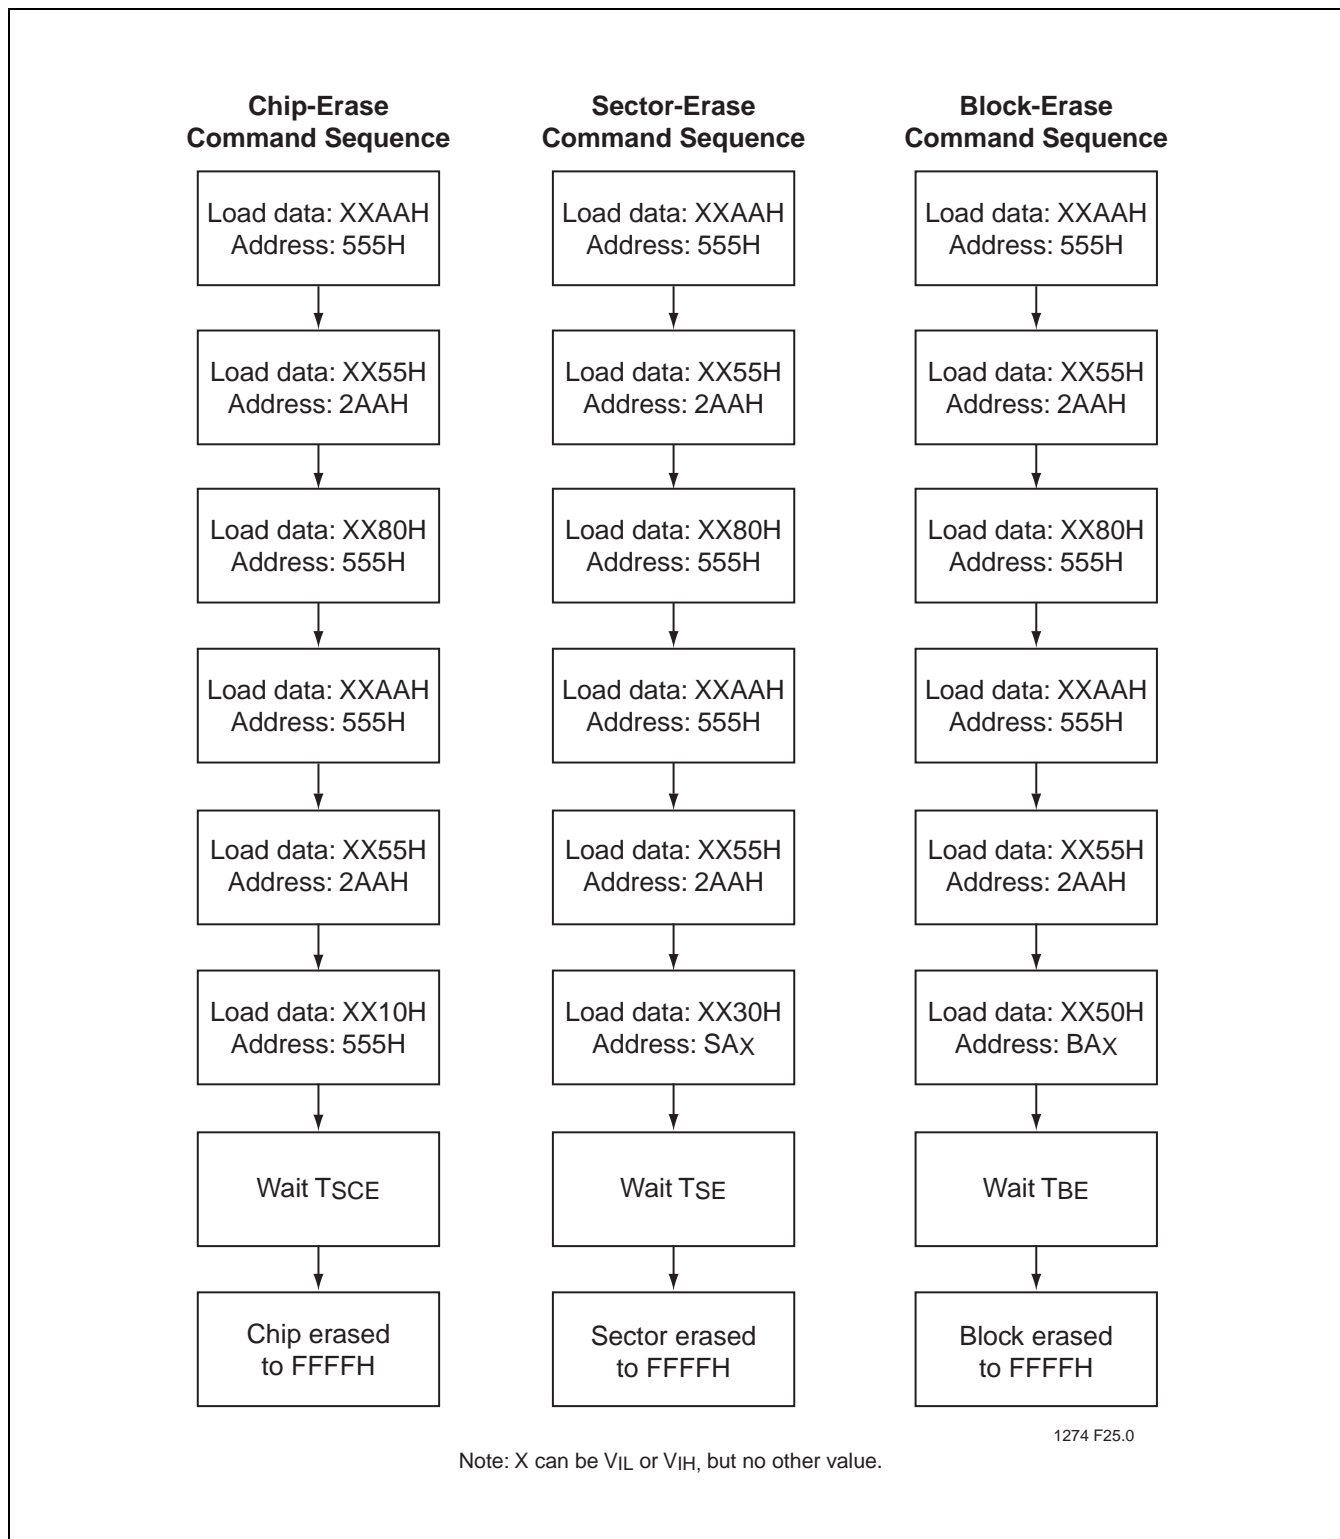 Chip-Erase
Command Sequence
Load data: XXAAH
Address: 555H
Load data: XX55H
Address: 2AAH
Load data: XX80H
Address: 555H
Load data: XXAAH
Address: 555H
Load data: XX55H
Address: 2AAH
Load data: XX10H
Address: 555H
Wait TSCE
Chip erased
to FFFFH
Sector-Erase
Command Sequence
Load data: XXAAH
Address: 555H
Load data: XX55H
Address: 2AAH
Load data: XX80H
Address: 555H
Load data: XXAAH
Address: 555H
Load data: XX55H
Address: 2AAH
Load data: XX30H
Address: SAX
Wait TSE
Sector erased
to FFFFH
Block-Erase
Command Sequence
Load data: XXAAH
Address: 555H
Load data: XX55H
Address: 2AAH
Load data: XX80H
Address: 555H
Load data: XXAAH
Address: 555H
Load data: XX55H
Address: 2AAH
Load data: XX50H
Address: BAX
Wait TBE
Block erased
to FFFFH
1274 F25.0
Note: X can be VIL or VIH, but no other value.